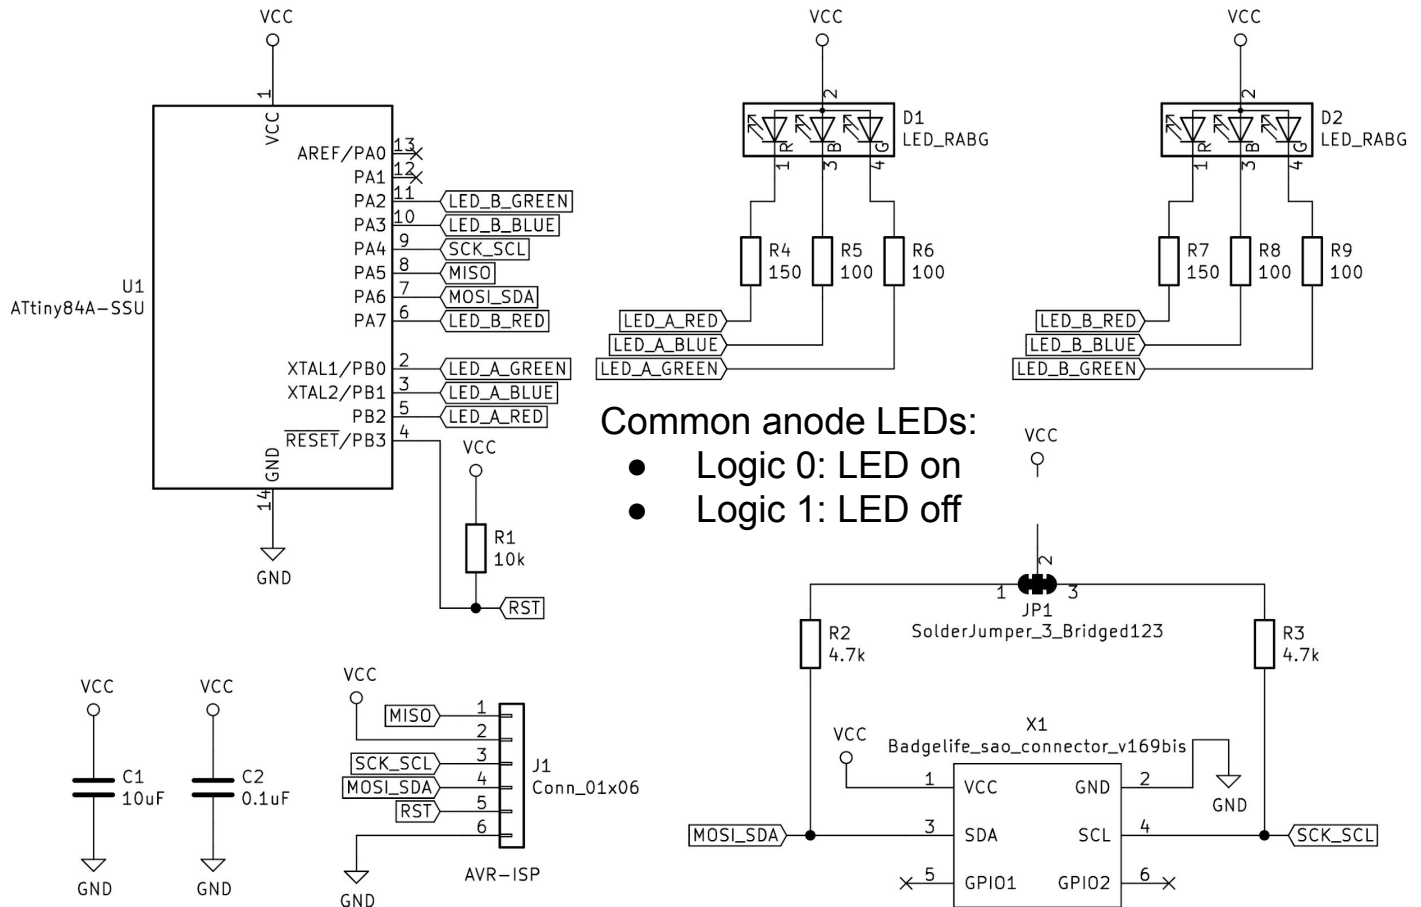 VCC
1
VCC
AREF/PA0 13
PA1 12
PA2 11 LED_B_GREEN
PA3 10 LED_B_BLUE
PA4 9 SCK_SCL
PA5 8 MISO
PA6 7 MOSI_SDA
PA7 6 LED_B_RED
XTAL1/PB0 2 LED_A_GREEN
XTAL2/PB1 3 LED_A_BLUE
PB2 5 LED_A_RED
RESET/PB3 4
GND
14
GND
U1
ATtiny84A-SSU
VCC
R1
10k
RST
VCC
2
D1
LED_RABG
R B G
1 3 4
R4
150
R5
100
R6
100
LED_A_RED
LED_A_BLUE
LED_A_GREEN
VCC
2
D2
LED_RABG
R B G
1 3 4
R7
150
R8
100
R9
100
LED_B_RED
LED_B_BLUE
LED_B_GREEN
Common anode LEDs:
● Logic 0: LED on
● Logic 1: LED off
VCC
C1
10uF
GND
VCC
C2
0.1uF
GND
VCC
MISO 1
2
SCK_SCL 3
MOSI_SDA 4
RST 5
6
GND
J1
Conn_01x06
AVR-ISP
VCC
2
1 3
JP1
SolderJumper_3_Bridged123
R2
4.7k
R3
4.7k
X1
Badgelife_sao_connector_v169bis
VCC
1 VCC GND 2
GND
MOSI_SDA 3 SDA SCL 4 SCK_SCL
5 GPIO1 GPIO2 6